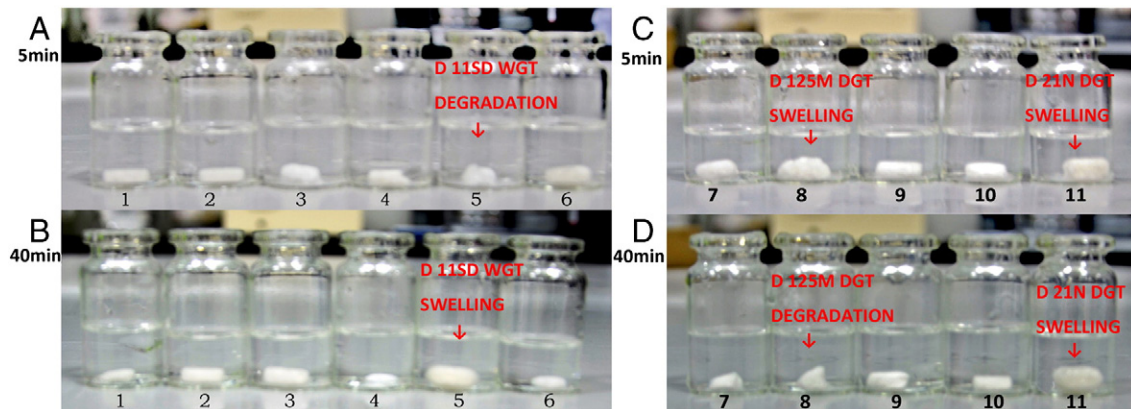 A
5min
D 11SD WGT
DEGRADATION
1 2 3 4 5 6
B
40min
D 11SD WGT
SWELLING
1 2 3 4 5 6
C
5min
D 125M DGT
SWELLING
D 21N DGT
SWELLING
7 8 9 10 11
D
40min
D 125M DGT
DEGRADATION
D 21N DGT
SWELLING
7 8 9 10 11